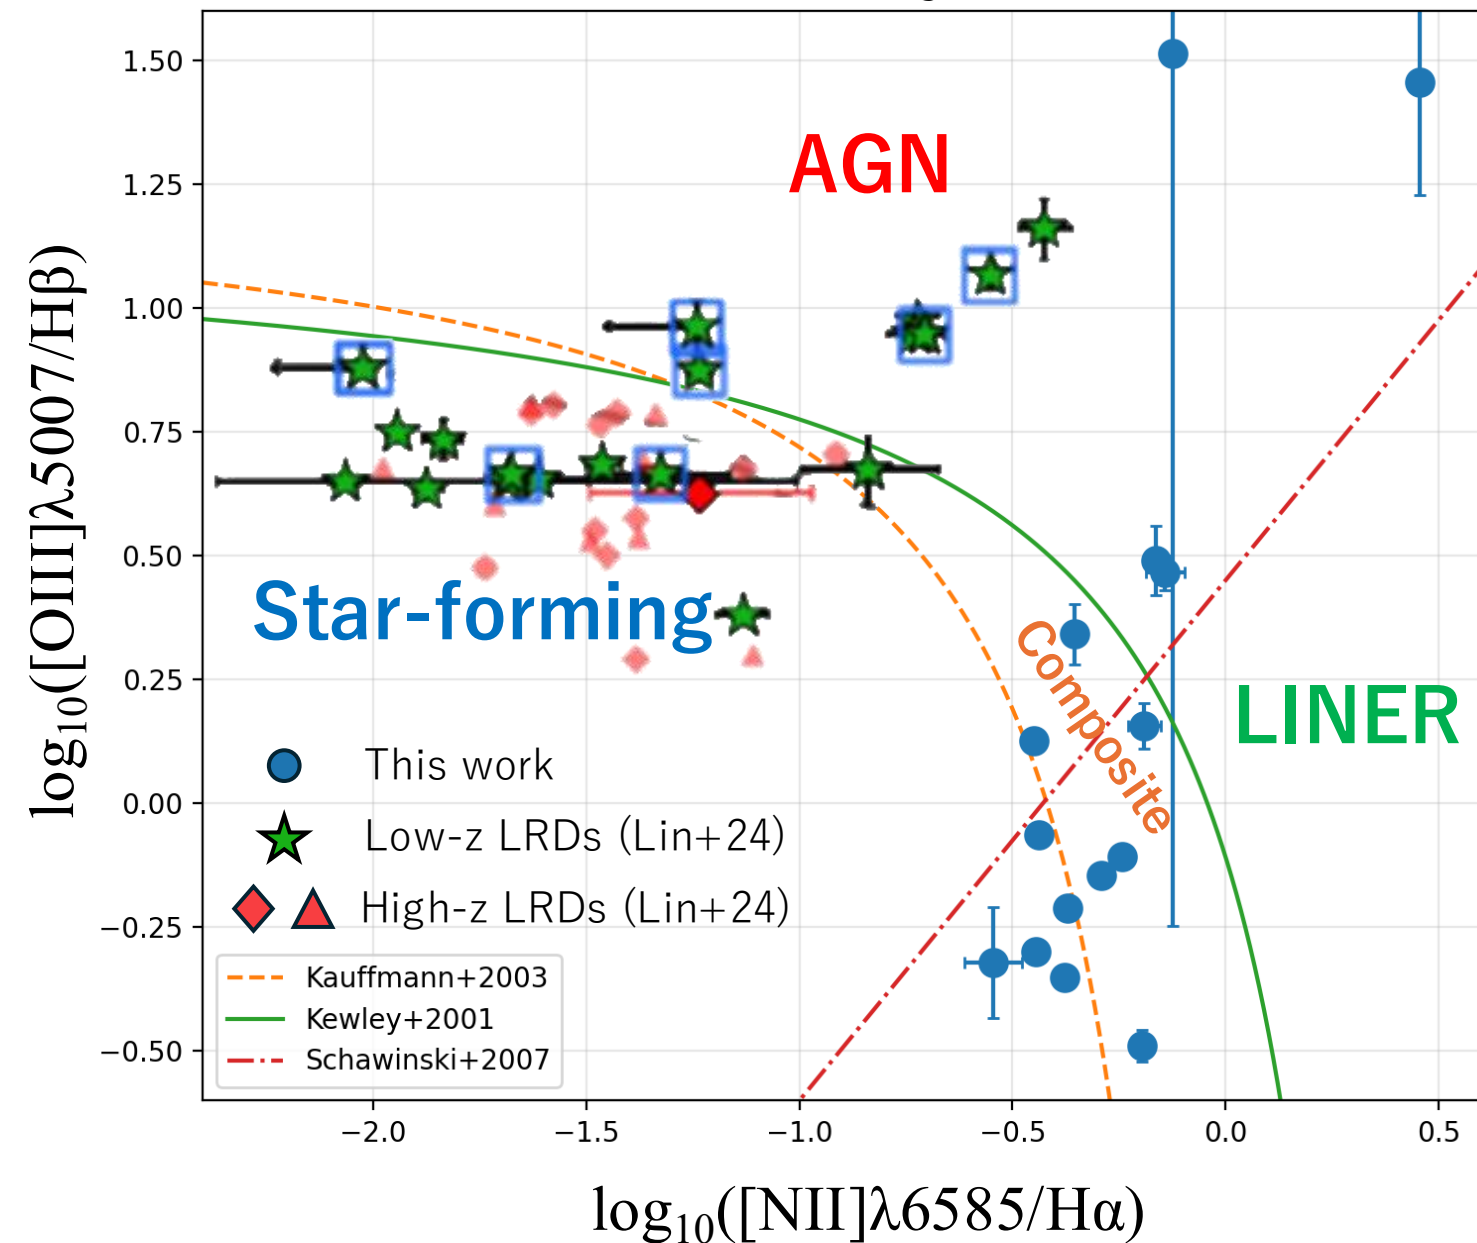 1.50
1.25
1.00
0.75
0.50
0.25
0.00
−0.25
−0.50
log10([OIII]λ5007/Hβ)
AGN
Star-forming
Composite
LINER
This work
Low-z LRDs (Lin+24)
High-z LRDs (Lin+24)
Kauffmann+2003
Kewley+2001
Schawinski+2007
−2.0 −1.5 −1.0 −0.5 0.0 0.5
log10([NII]λ6585/Hα)